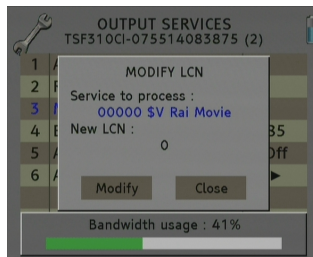 OUTPUT SERVICES
TSF310CI-075514083875 (2)
MODIFY LCN
Service to process :
00000 $V Rai Movie
New LCN :
0
Modify Close
1
2
3
4 85
5 Off
6
Bandwidth usage : 41%